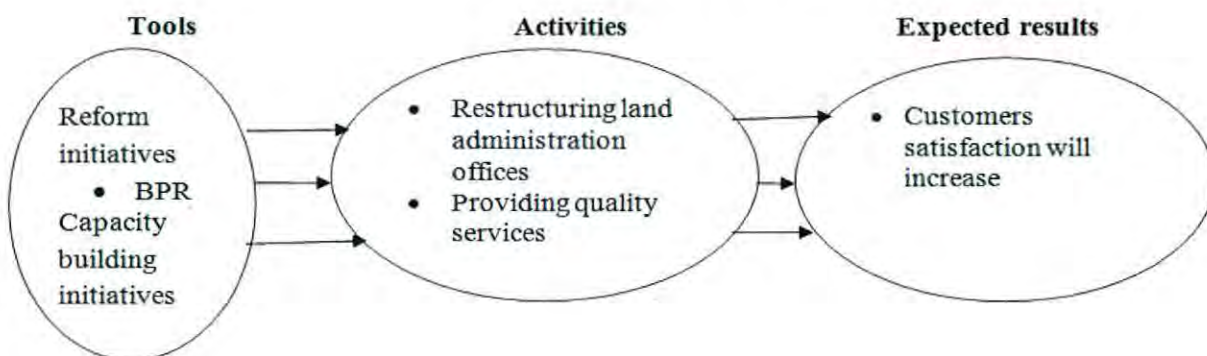 Tools
Activities
Expected results
Reform
initiatives
• BPR
Capacity
building
initiatives
• Restructuring land
administration
offices
• Providing quality
services
• Customers
satisfaction will
increase